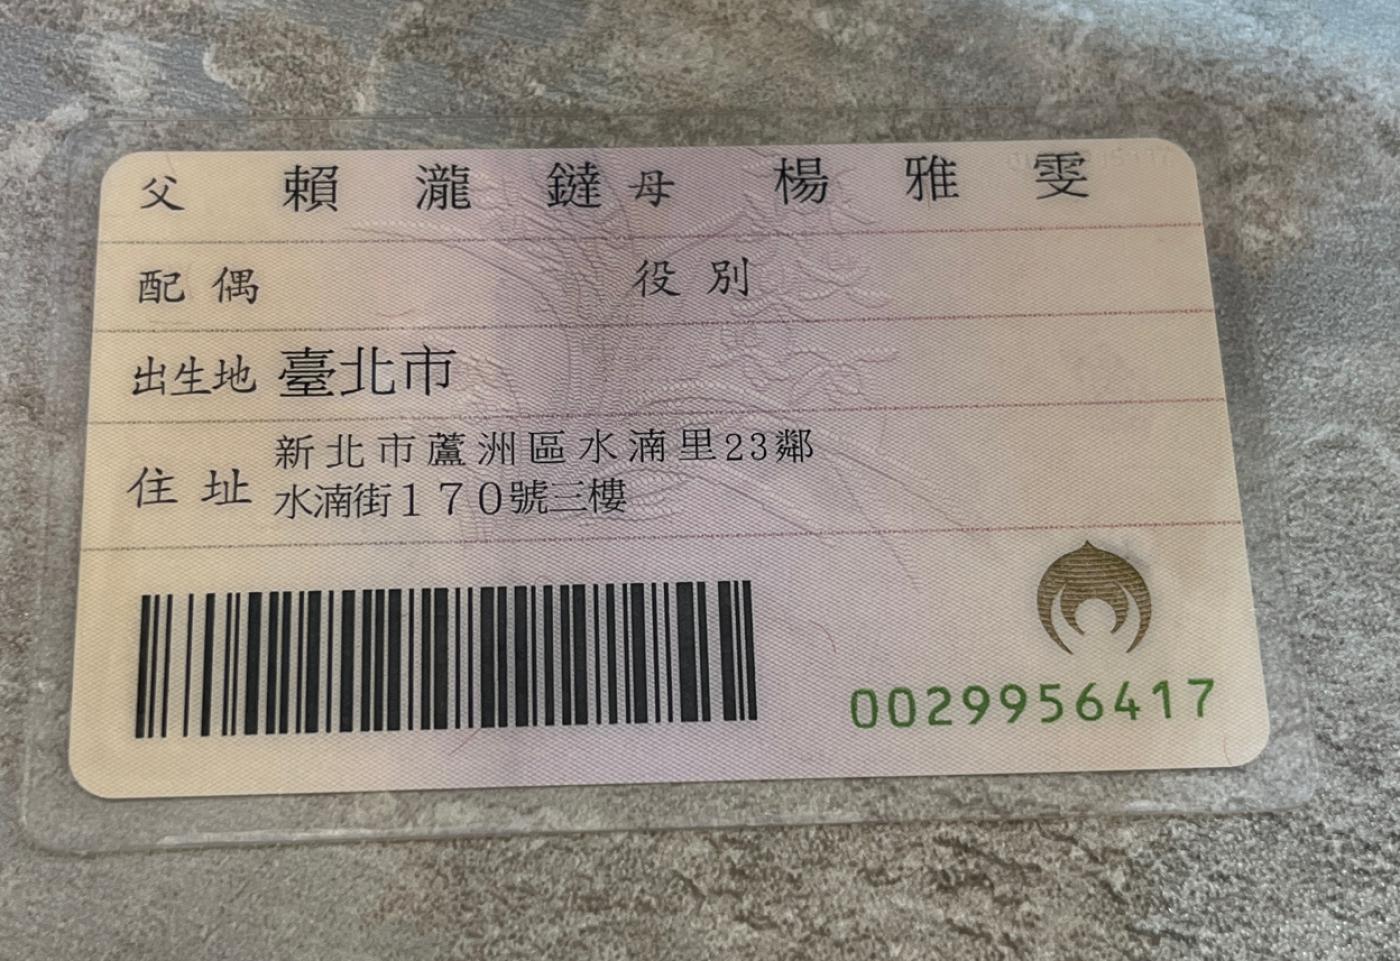 父 賴瀧鐽 母 楊雅雯
配偶 役別
出生地 臺北市
住址 新北市蘆洲區水湳里23鄰
水湳街170號三樓
0029956417